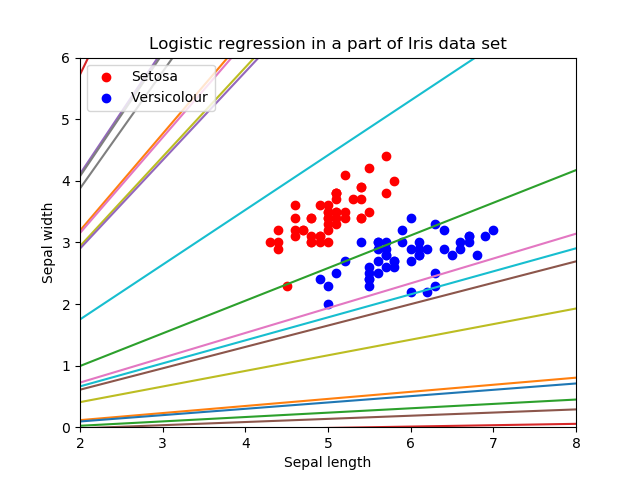 Logistic regression in a part of Iris data set
Setosa
Versicolour
Sepal width
6
5
4
3
2
1
0
2 3 4 5 6 7 8
Sepal length